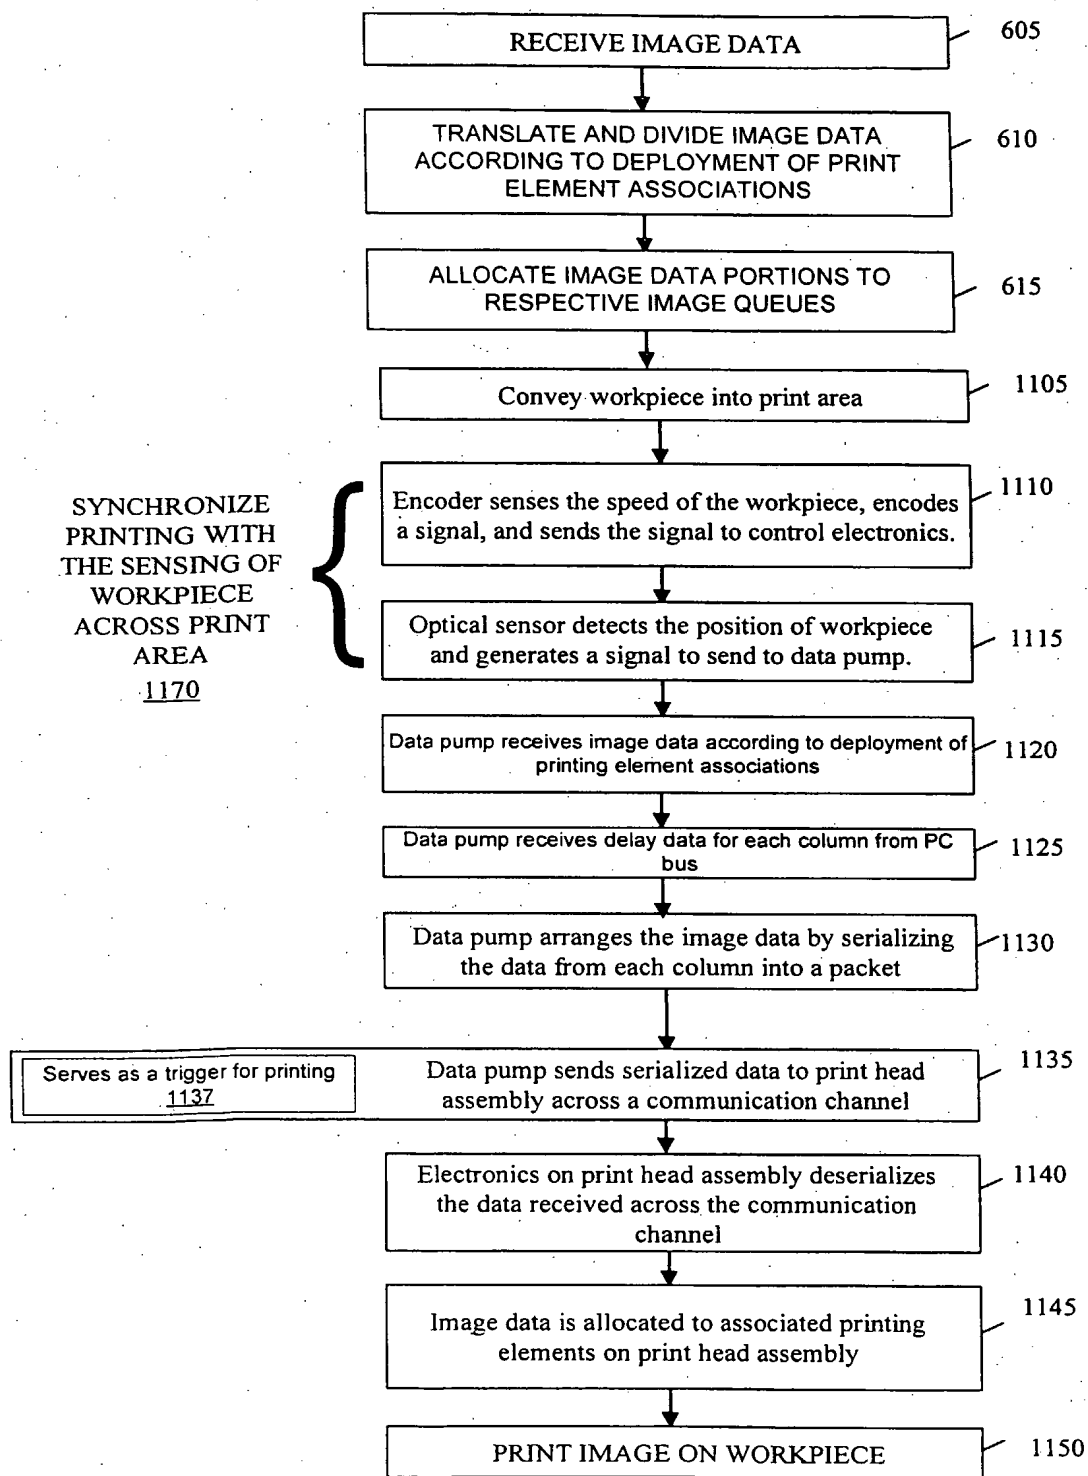 RECEIVE IMAGE DATA
605
TRANSLATE AND DIVIDE IMAGE DATA
ACCORDING TO DEPLOYMENT OF PRINT
ELEMENT ASSOCIATIONS
610
ALLOCATE IMAGE DATA PORTIONS TO
RESPECTIVE IMAGE QUEUES
615
Convey workpiece into print area
1105
SYNCHRONIZE
PRINTING WITH
THE SENSING OF
WORKPIECE
ACROSS PRINT
AREA
1170
Encoder senses the speed of the workpiece, encodes
a signal, and sends the signal to control electronics.
1110
Optical sensor detects the position of workpiece
and generates a signal to send to data pump.
1115
Data pump receives image data according to deployment of
printing element associations
1120
Data pump receives delay data for each column from PC
bus
1125
Data pump arranges the image data by serializing
the data from each column into a packet
1130
Serves as a trigger for printing
1137
Data pump sends serialized data to print head
assembly across a communication channel
1135
Electronics on print head assembly deserializes
the data received across the communication
channel
1140
Image data is allocated to associated printing
elements on print head assembly
1145
PRINT IMAGE ON WORKPIECE
1150